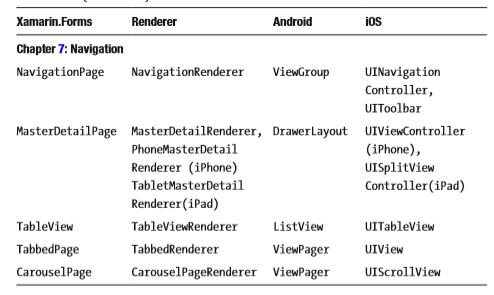 Xamarin.Forms Renderer Android iOS
Chapter 7: Navigation
NavigationPage NavigationRenderer ViewGroup UINavigation
Controller,
UIToolbar
MasterDetailPage MasterDetailRenderer, DrawerLayout UIViewController
PhoneMasterDetail (iPhone),
Renderer (iPhone) UISplitView
TabletMasterDetail Controller(iPad)
Renderer(iPad)
TableView TableViewRenderer ListView UITableView
TabbedPage TabbedRenderer ViewPager UIView
CarouselPage CarouselPageRenderer ViewPager UIScrollView